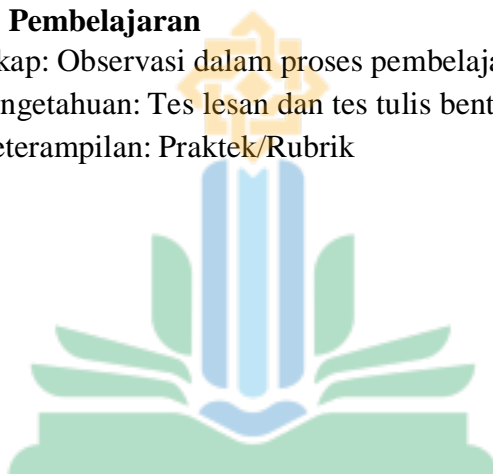 Pembelajaran
kap: Observasi dalam proses pembelaja
ngetahuan: Tes lesan dan tes tulis bent
eterampilan: Praktek/Rubrik